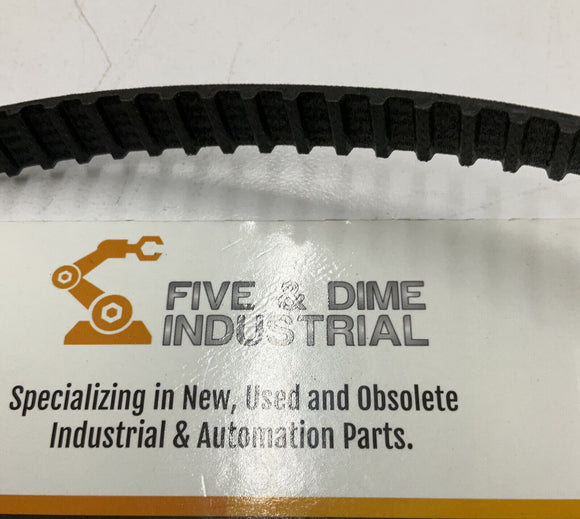 FIVE & DIME
INDUSTRIAL
Specializing in New, Used and Obsolete
Industrial & Automation Parts.